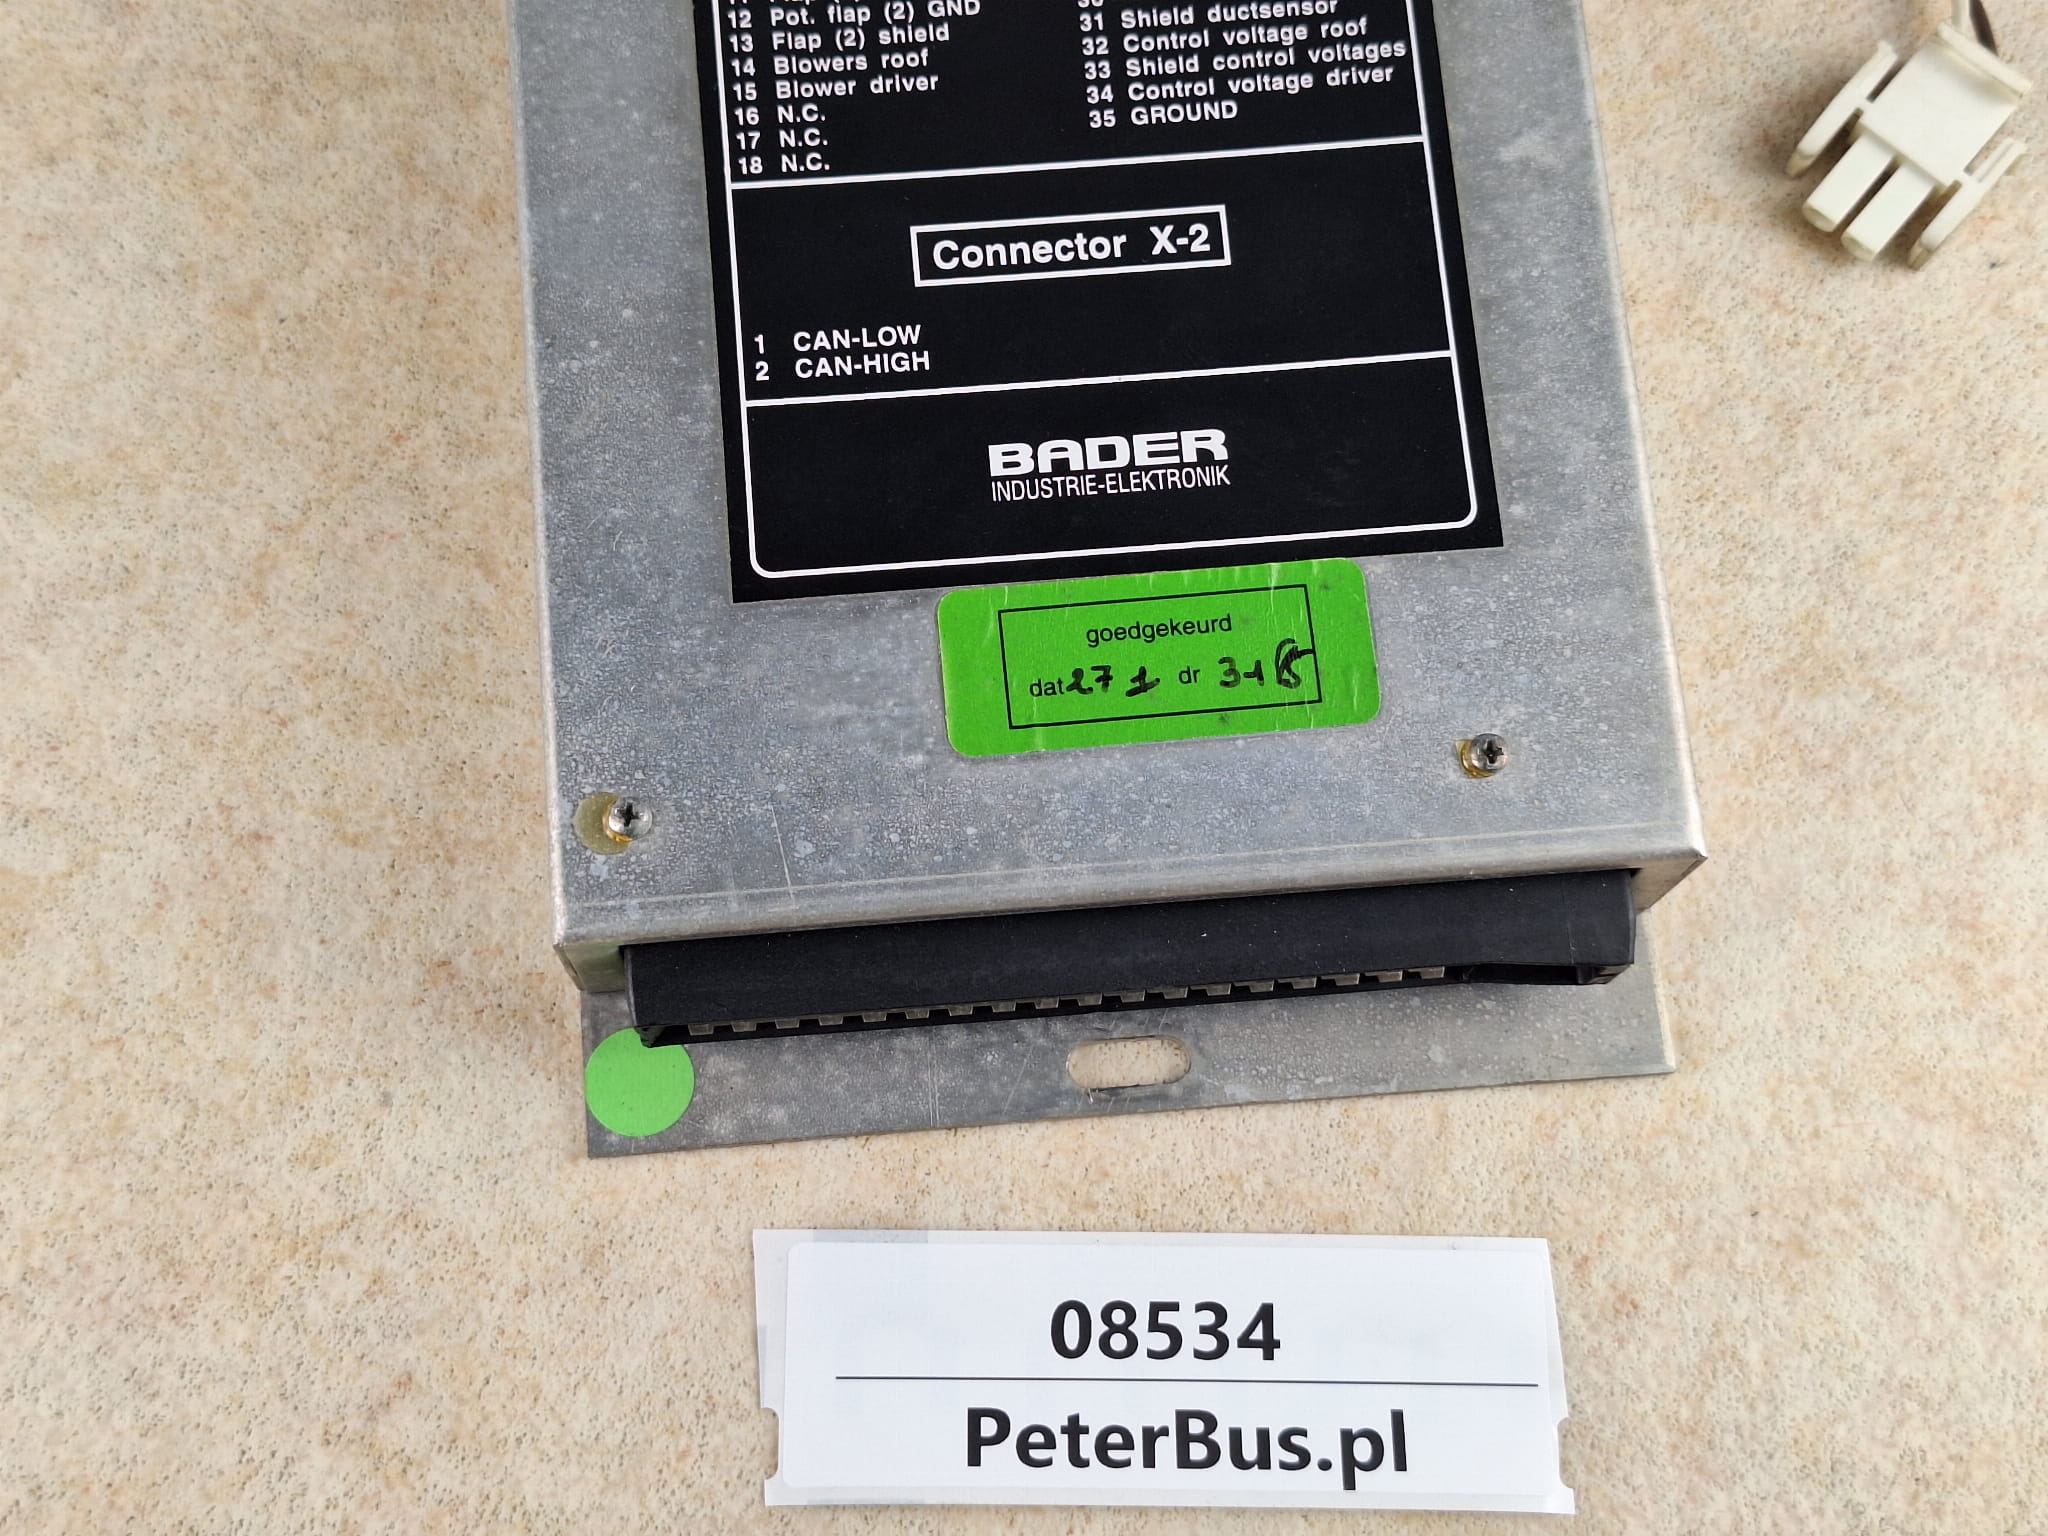 12 Pot. flap (2) GND
13 Flap (2) shield
14 Blowers roof
15 Blower driver
16 N.C.
17 N.C.
18 N.C.
31 Shield ductsensor
32 Control voltage roof
33 Shield control voltages
34 Control voltage driver
35 GROUND
Connector X-2
1 CAN-LOW
2 CAN-HIGH
BADER
INDUSTRIE-ELEKTRONIK
goedgekeurd
dat 27 1 dr
08534
PeterBus.pl